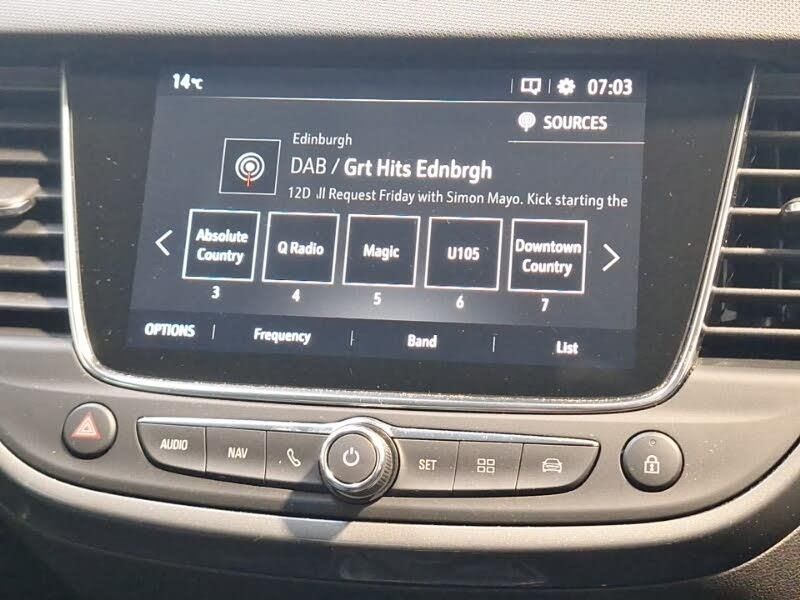 14°C
07:03
SOURCES
Edinburgh
DAB / Grt Hits Ednbrgh
12D .ıll Request Friday with Simon Mayo. Kick starting the
Absolute Country
Q Radio
Magic
U105
Downtown Country
3 4 5 6 7
OPTIONS Frequency Band List
AUDIO NAV SET